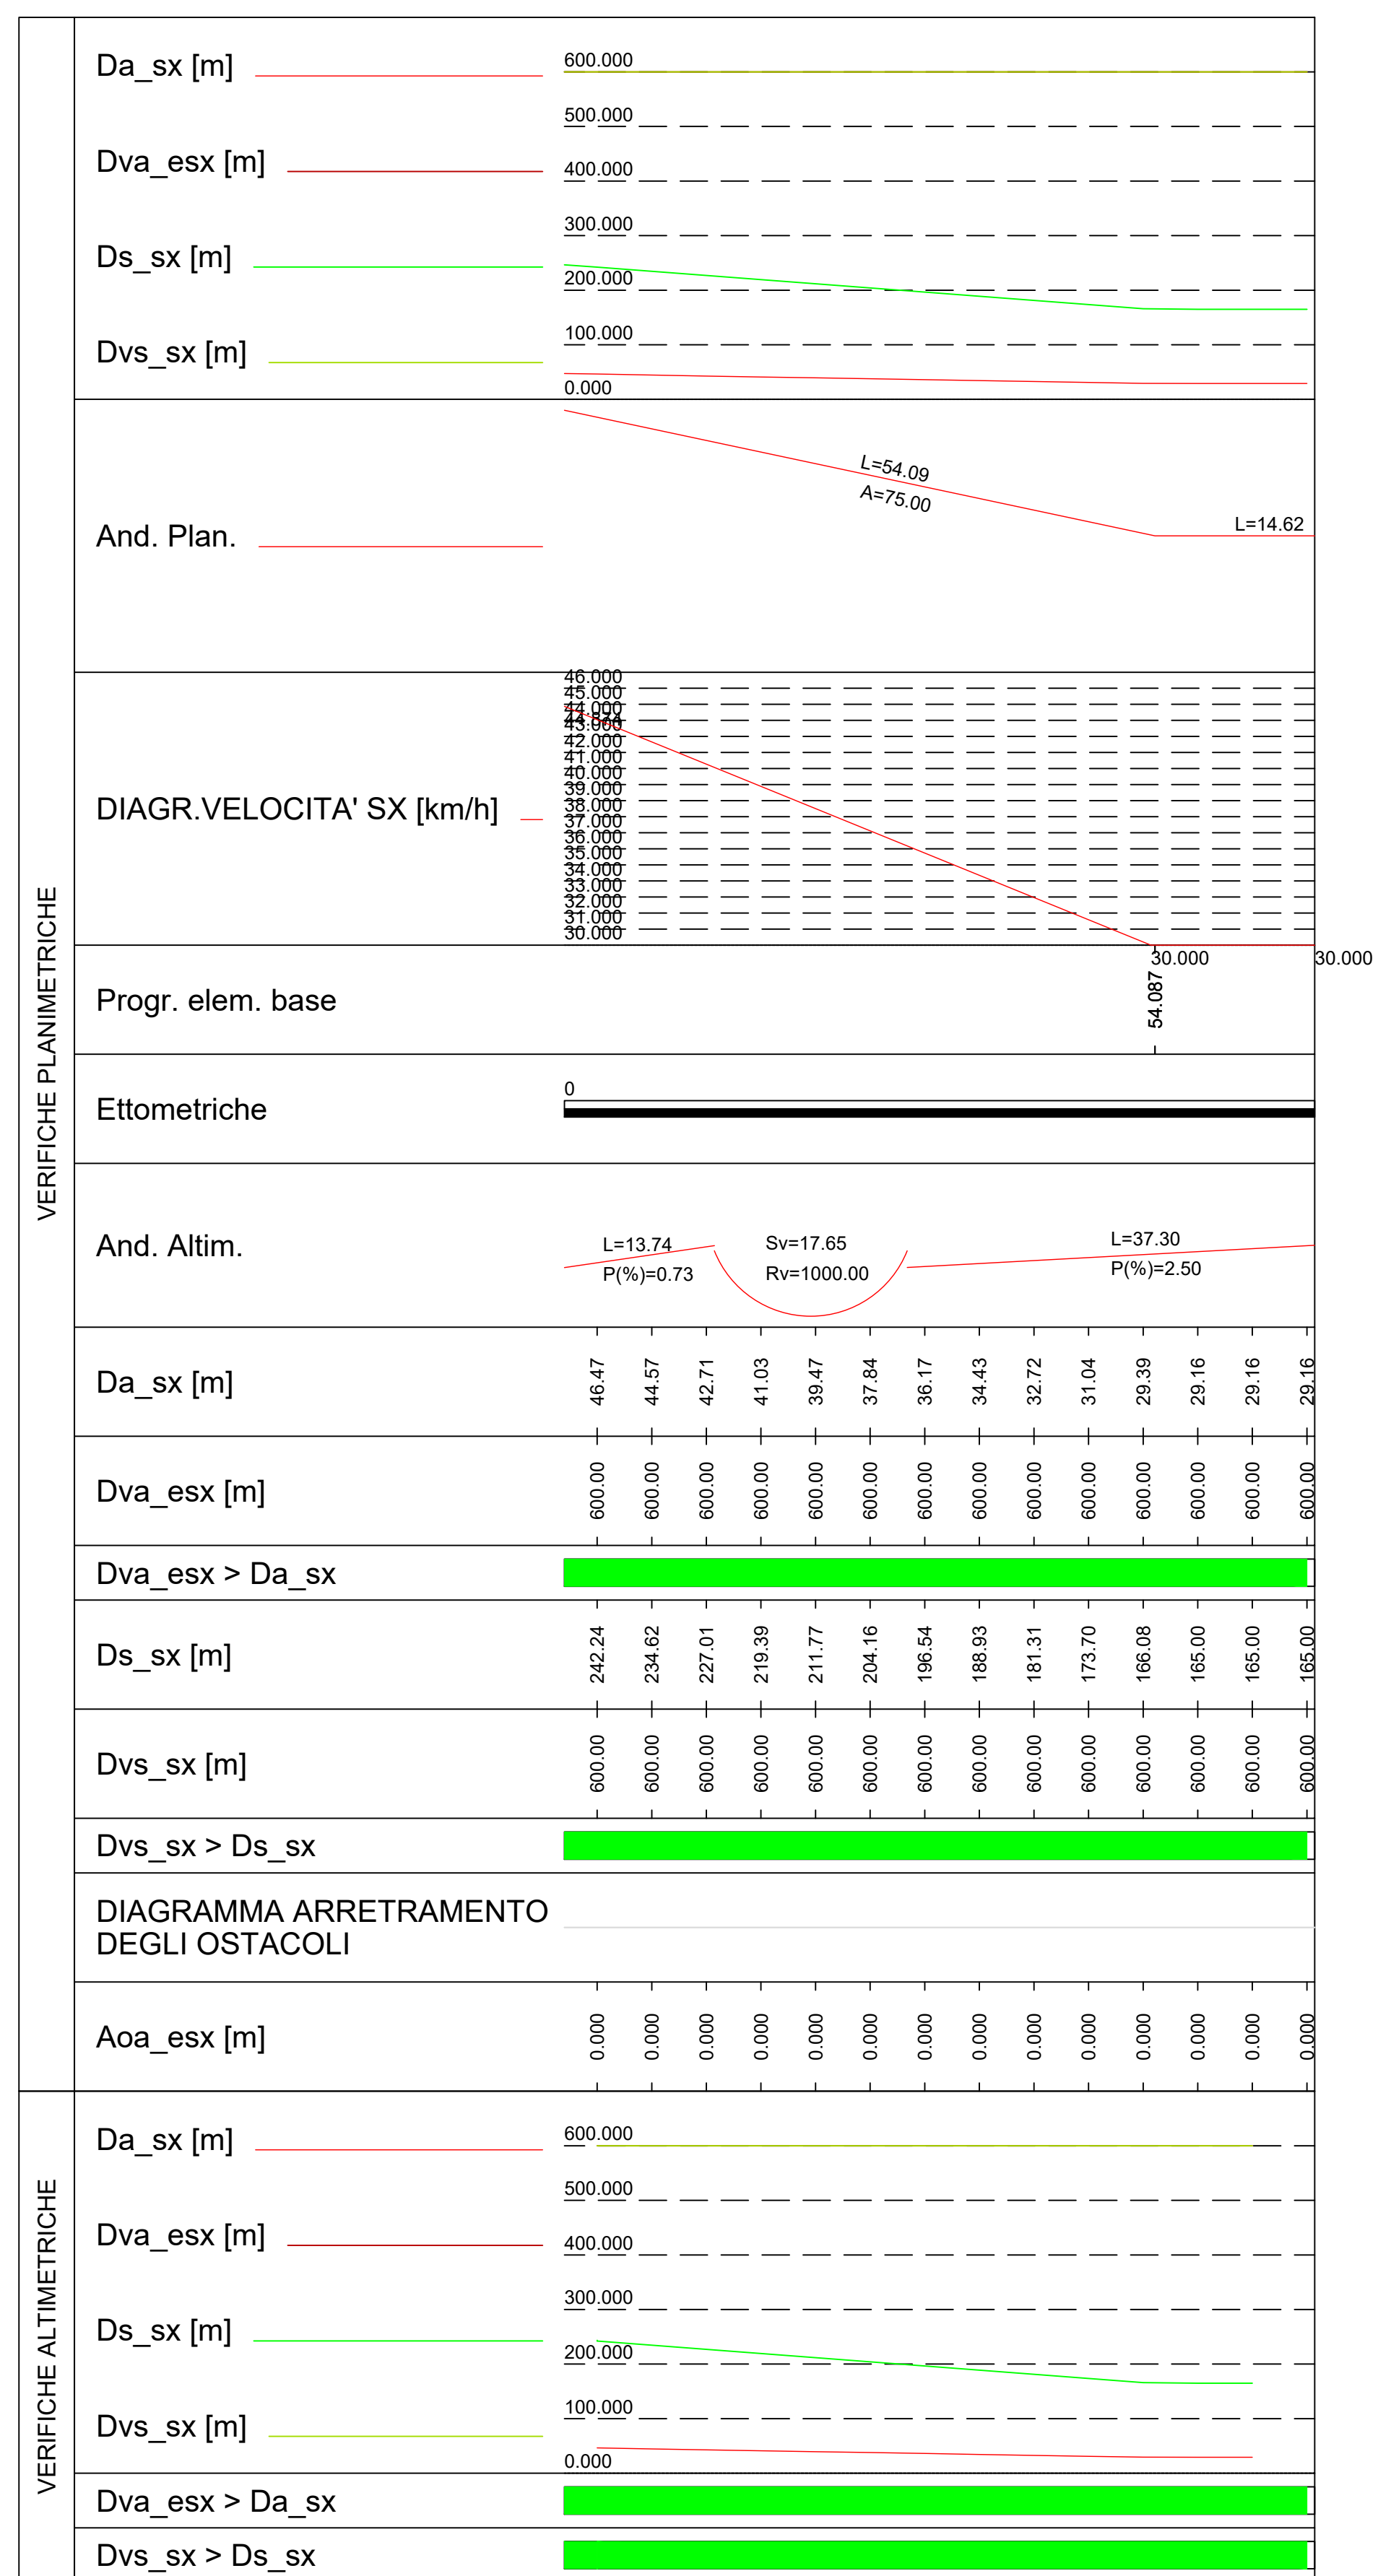 VERIFICHE PLANIMETRICHE
Da_sx [m]
Dva_esx [m]
Ds_sx [m]
Dvs_sx [m]
600.000
500.000
400.000
300.000
200.000
100.000
0.000
And. Plan.
L=54.09
A=75.00
L=14.62
DIAGR.VELOCITA' SX [km/h]
46.000
45.000
44.000
43.000
42.000
41.000
40.000
39.000
38.000
37.000
36.000
35.000
34.000
33.000
32.000
31.000
30.000
30.000
30.000
Progr. elem. base
54.087
Ettometriche
0
And. Altim.
L=13.74
P(%)=0.73
Sv=17.65
Rv=1000.00
L=37.30
P(%)=2.50
Da_sx [m]
46.47 44.57 42.71 41.03 39.47 37.84 36.17 34.43 32.72 31.04 29.39 29.16 29.16 29.16
Dva_esx [m]
600.00 600.00 600.00 600.00 600.00 600.00 600.00 600.00 600.00 600.00 600.00 600.00 600.00 600.00
Dva_esx > Da_sx
Ds_sx [m]
242.24 234.62 227.01 219.39 211.77 204.16 196.54 188.93 181.31 173.70 166.08 165.00 165.00 165.00
Dvs_sx [m]
600.00 600.00 600.00 600.00 600.00 600.00 600.00 600.00 600.00 600.00 600.00 600.00 600.00 600.00
Dvs_sx > Ds_sx
DIAGRAMMA ARRETRAMENTO
DEGLI OSTACOLI
Aoa_esx [m]
0.000 0.000 0.000 0.000 0.000 0.000 0.000 0.000 0.000 0.000 0.000 0.000 0.000 0.000
VERIFICHE ALTIMETRICHE
Da_sx [m]
Dva_esx [m]
Ds_sx [m]
Dvs_sx [m]
600.000
500.000
400.000
300.000
200.000
100.000
0.000
Dva_esx > Da_sx
Dvs_sx > Ds_sx